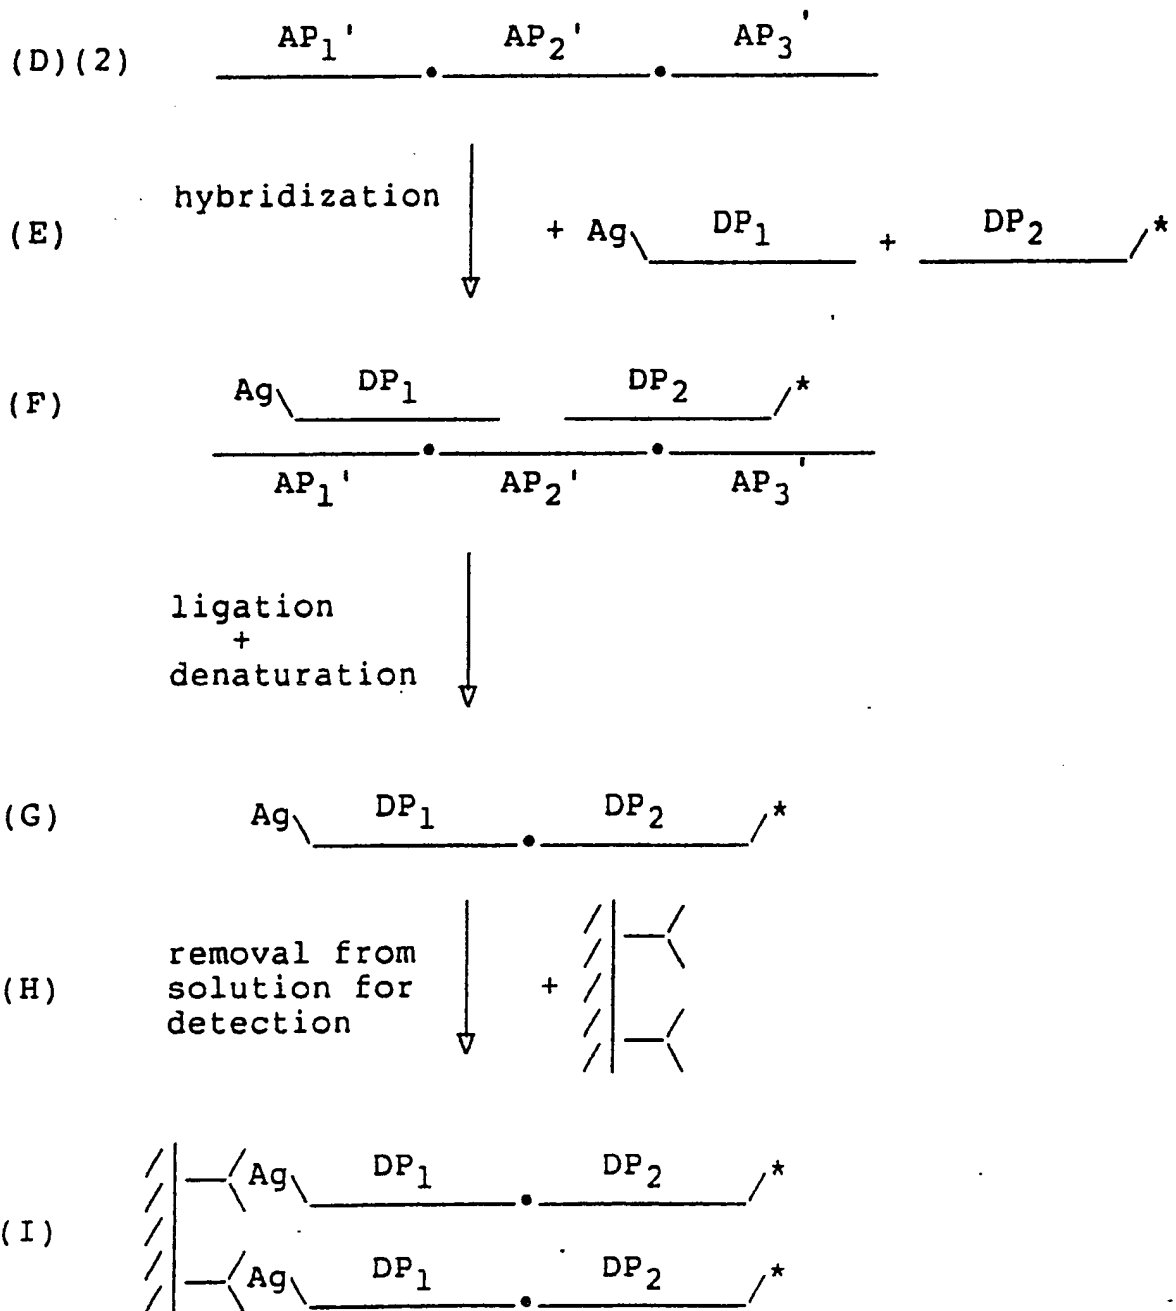 (D)(2) AP₁' AP₂' AP₃'
hybridization
(E) + Ag DP₁ + DP₂ *
(F) Ag DP₁ DP₂ *
AP₁' AP₂' AP₃'
ligation
+
denaturation
(G) Ag DP₁ DP₂ *
removal from
(H) solution for +
detection
Ag DP₁ DP₂ *
(I)
Ag DP₁ DP₂ *